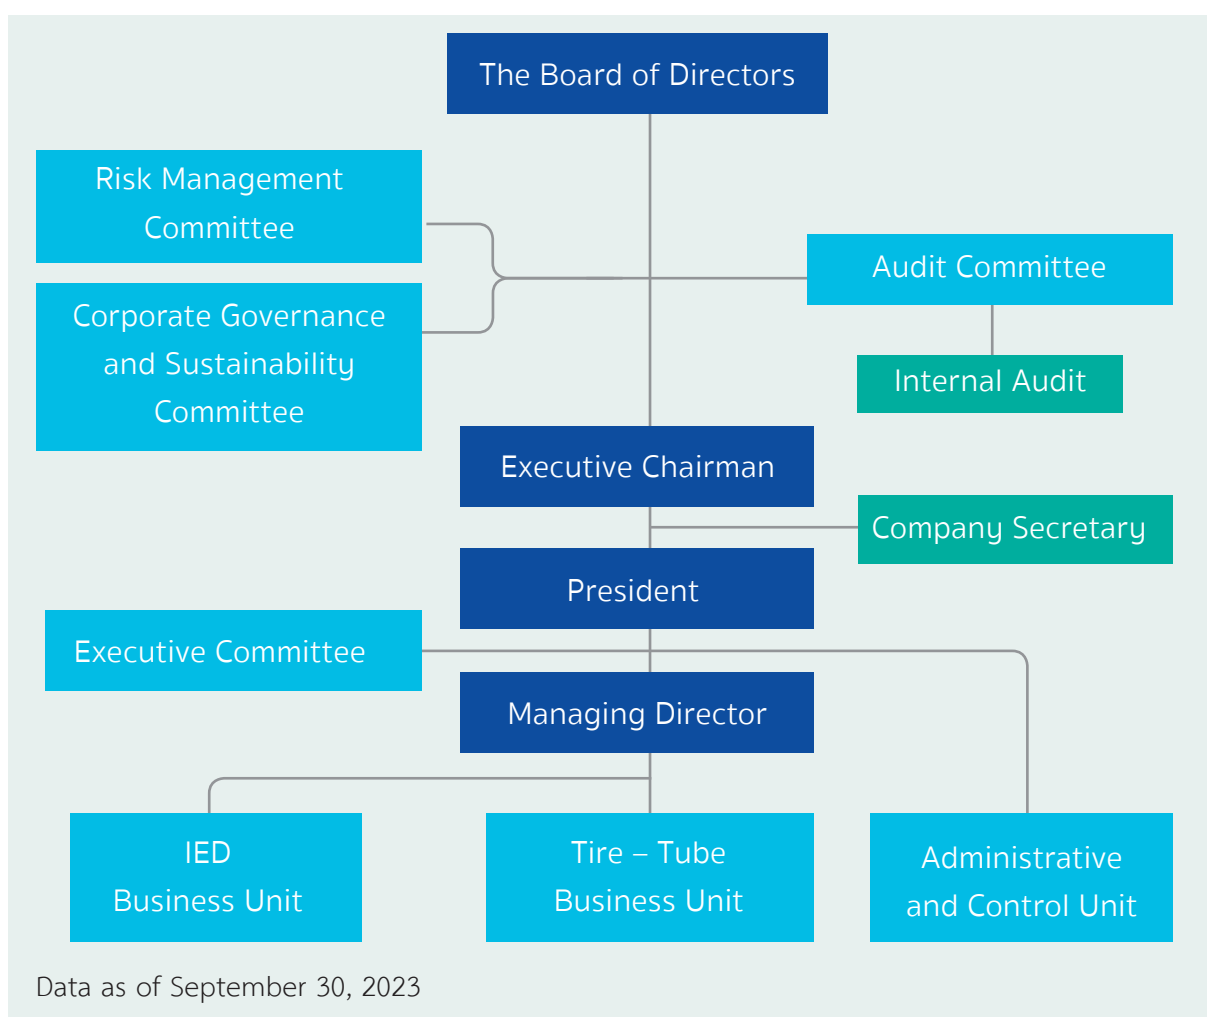 The Board of Directors
Risk Management
Committee
Audit Committee
Corporate Governance
and Sustainability
Committee
Internal Audit
Executive Chairman
Company Secretary
President
Executive Committee
Managing Director
IED
Business Unit
Tire – Tube
Business Unit
Administrative
and Control Unit
Data as of September 30, 2023